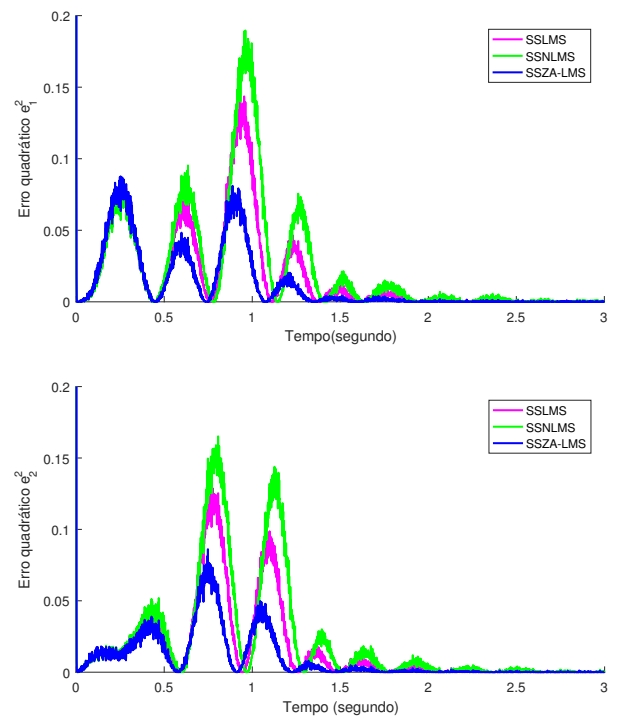 0.2
0.15
0.1
0.05
0
Erro quadrático e₁²
SSLMS
SSNLMS
SSZA-LMS
0 0.5 1 1.5 2 2.5 3
Tempo(segundo)
0.2
0.15
0.1
0.05
0
Erro quadrático e₂²
SSLMS
SSNLMS
SSZA-LMS
0 0.5 1 1.5 2 2.5 3
Tempo (segundo)